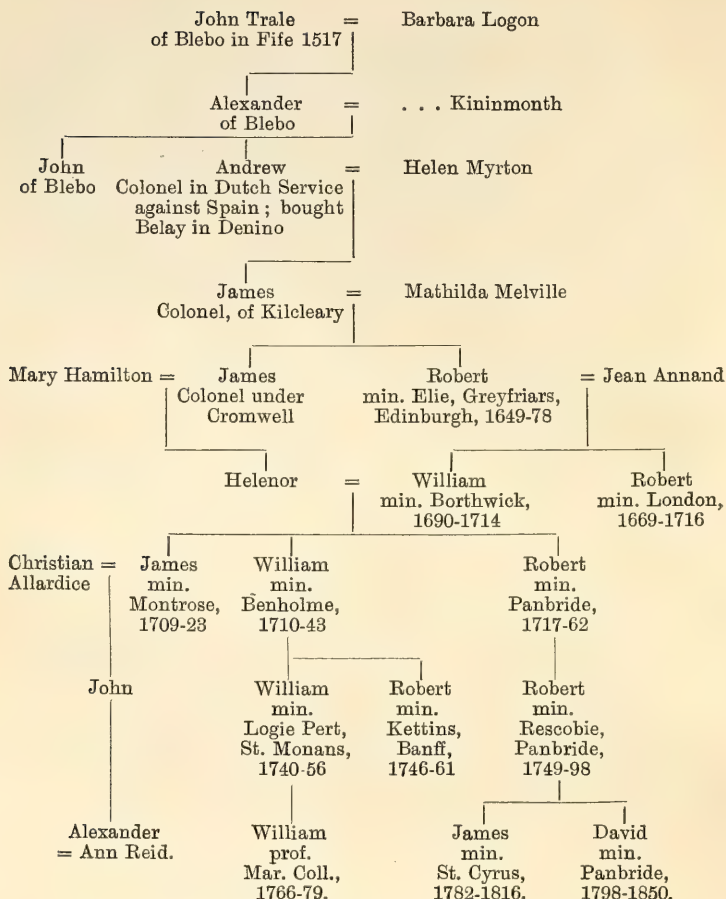 John Trale = Barbara Logon
of Blebo in Fife 1517
Alexander = . . . Kininmonth
of Blebo
John Andrew = Helen Myrton
of Blebo Colonel in Dutch Service
against Spain ; bought
Belay in Denino
James = Mathilda Melville
Colonel, of Kilcleary
Mary Hamilton = James Robert = Jean Annand
Colonel under min. Elie, Greyfriars,
Cromwell Edinburgh, 1649-78
Helenor = William Robert
min. Borthwick, min. London,
1690-1714 1669-1716
Christian = James William Robert
Allardice min. min. min.
Montrose, Benholme, Panbride,
1709-23 1710-43 1717-62
John William Robert Robert
min. min. min.
Logie Pert, Kettins, Rescobie,
St. Monans, Banff, Panbride,
1740-56 1746-61 1749-98
Alexander William James David
= Ann Reid. prof. min. min.
Mar. Coll., St. Cyrus, Panbride,
1766-79. 1782-1816. 1798-1850.